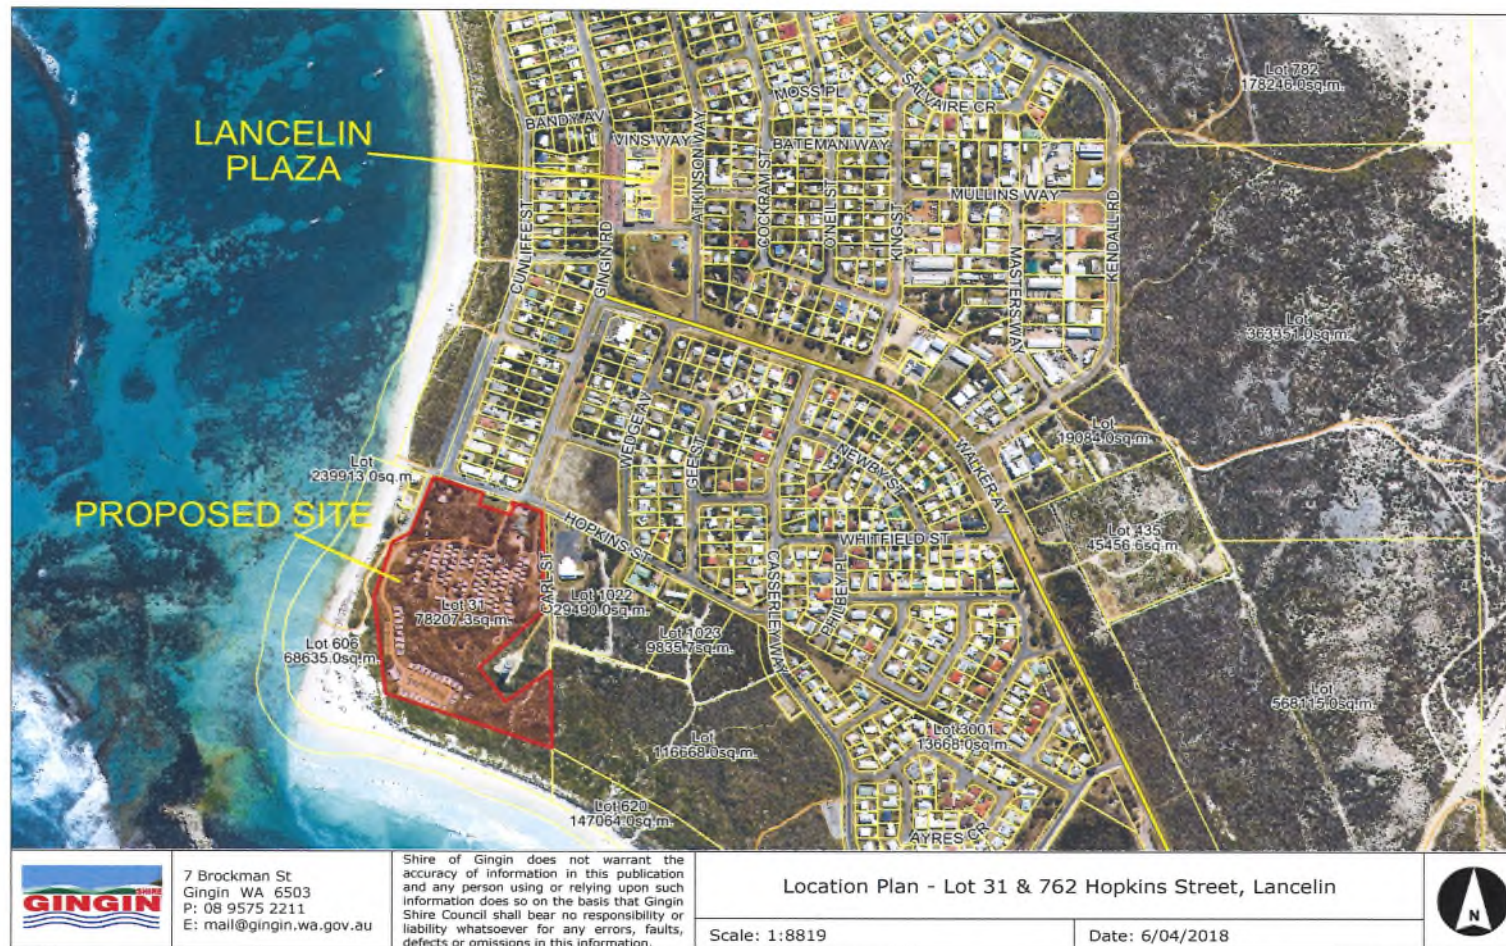 LANCELIN
PLAZA
BANDY AV
VINS WAY
MOSS PL
SALVAIRE CR
BATEMAN WAY
MULLINS WAY
ATKINSON WAY
COCKRAM ST
O'NEIL ST
KING ST
MASTERS WAY
KENDALL RD
CUNLIFFE ST
GINGIN RD
Lot 782
178246.0sq.m.
Lot
363351.0sq.m.
Lot
19084.0sq.m.
WEDGE AV
GEE ST
NEWBY ST
WALKER AV
Lot
239913.0sq.m.
PROPOSED SITE
HOPKINS ST
WHITFIELD ST
Lot 435
45456.6sq.m.
CASSERLEY WAY
PHILBEY PL
CARL ST
Lot 31
78207.3sq.m.
Lot 1022
29490.0sq.m.
Lot 1023
9835.7sq.m.
Lot 606
68635.0sq.m.
Lot
116668.0sq.m.
Lot 3001
13668.0sq.m.
Lot
568115.0sq.m.
Lot 620
147064.0sq.m.
AYRES CR
SHIRE
GINGIN
7 Brockman St
Gingin WA 6503
P: 08 9575 2211
E: mail@gingin.wa.gov.au
Shire of Gingin does not warrant the
accuracy of information in this publication
and any person using or relying upon such
information does so on the basis that Gingin
Shire Council shall bear no responsibility or
liability whatsoever for any errors, faults,
defects or omissions in this information.
Location Plan - Lot 31 & 762 Hopkins Street, Lancelin
Scale: 1:8819
Date: 6/04/2018
N